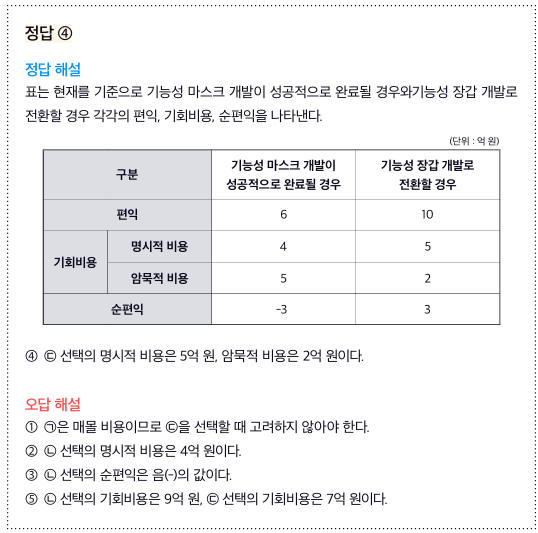 정답 ④
정답 해설
표는 현재를 기준으로 기능성 마스크 개발이 성공적으로 완료될 경우와기능성 장갑 개발로
전환할 경우 각각의 편익, 기회비용, 순편익을 나타낸다.
(단위 : 억 원)
구분 기능성 마스크 개발이 성공적으로 완료될 경우 기능성 장갑 개발로 전환할 경우
편익 6 10
기회비용 명시적 비용 4 5
암묵적 비용 5 2
순편익 -3 3
④ ㉢ 선택의 명시적 비용은 5억 원, 암묵적 비용은 2억 원이다.
오답 해설
① ㉠은 매몰 비용이므로 ㉢을 선택할 때 고려하지 않아야 한다.
② ㉡ 선택의 명시적 비용은 4억 원이다.
③ ㉡ 선택의 순편익은 음(-)의 값이다.
⑤ ㉡ 선택의 기회비용은 9억 원, ㉢ 선택의 기회비용은 7억 원이다.